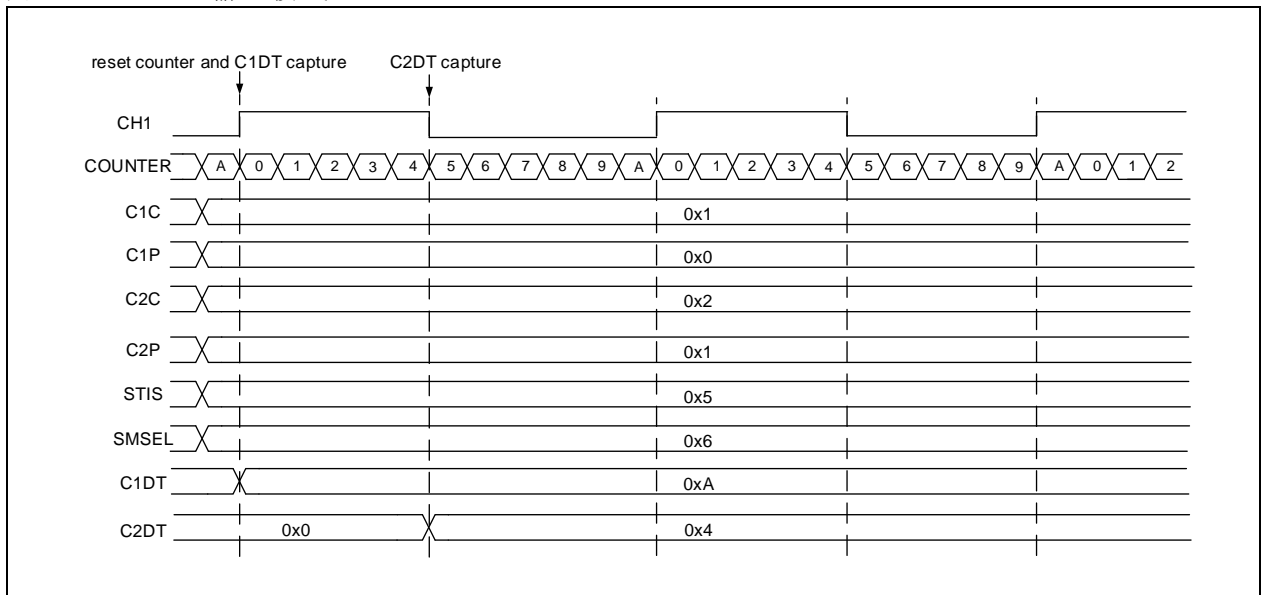 reset counter and C1DT capture C2DT capture
CH1
COUNTER A 0 1 2 3 4 5 6 7 8 9 A 0 1 2 3 4 5 6 7 8 9 A 0 1 2
C1C 0x1
C1P 0x0
C2C 0x2
C2P 0x1
STIS 0x5
SMSEL 0x6
C1DT 0xA
C2DT 0x0 0x4